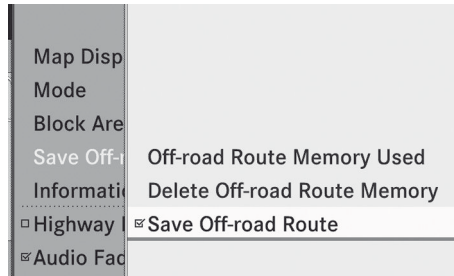 Map Disp
Mode
Block Are
Save Off-r
Informati
Highway
Audio Fad
Off-road Route Memory Used
Delete Off-road Route Memory
Save Off-road Route